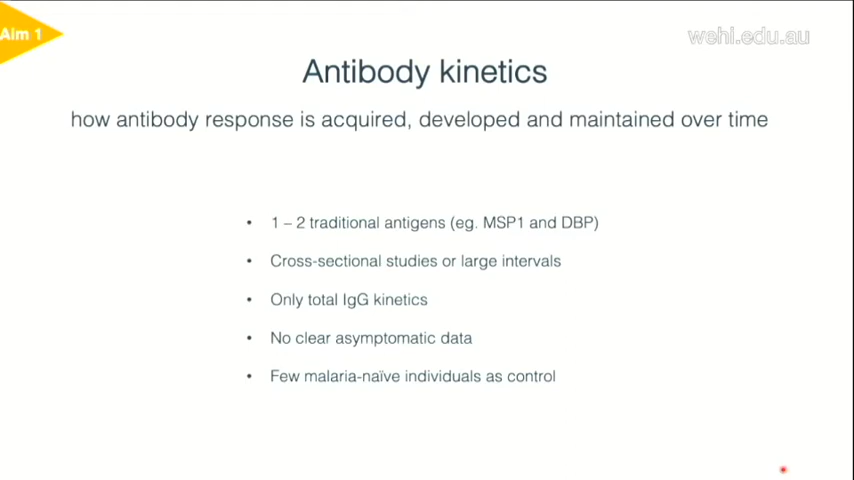 Aim 1
wehi.edu.au
Antibody kinetics
how antibody response is acquired, developed and maintained over time
• 1 – 2 traditional antigens (eg. MSP1 and DBP)
• Cross-sectional studies or large intervals
• Only total IgG kinetics
• No clear asymptomatic data
• Few malaria-naïve individuals as control